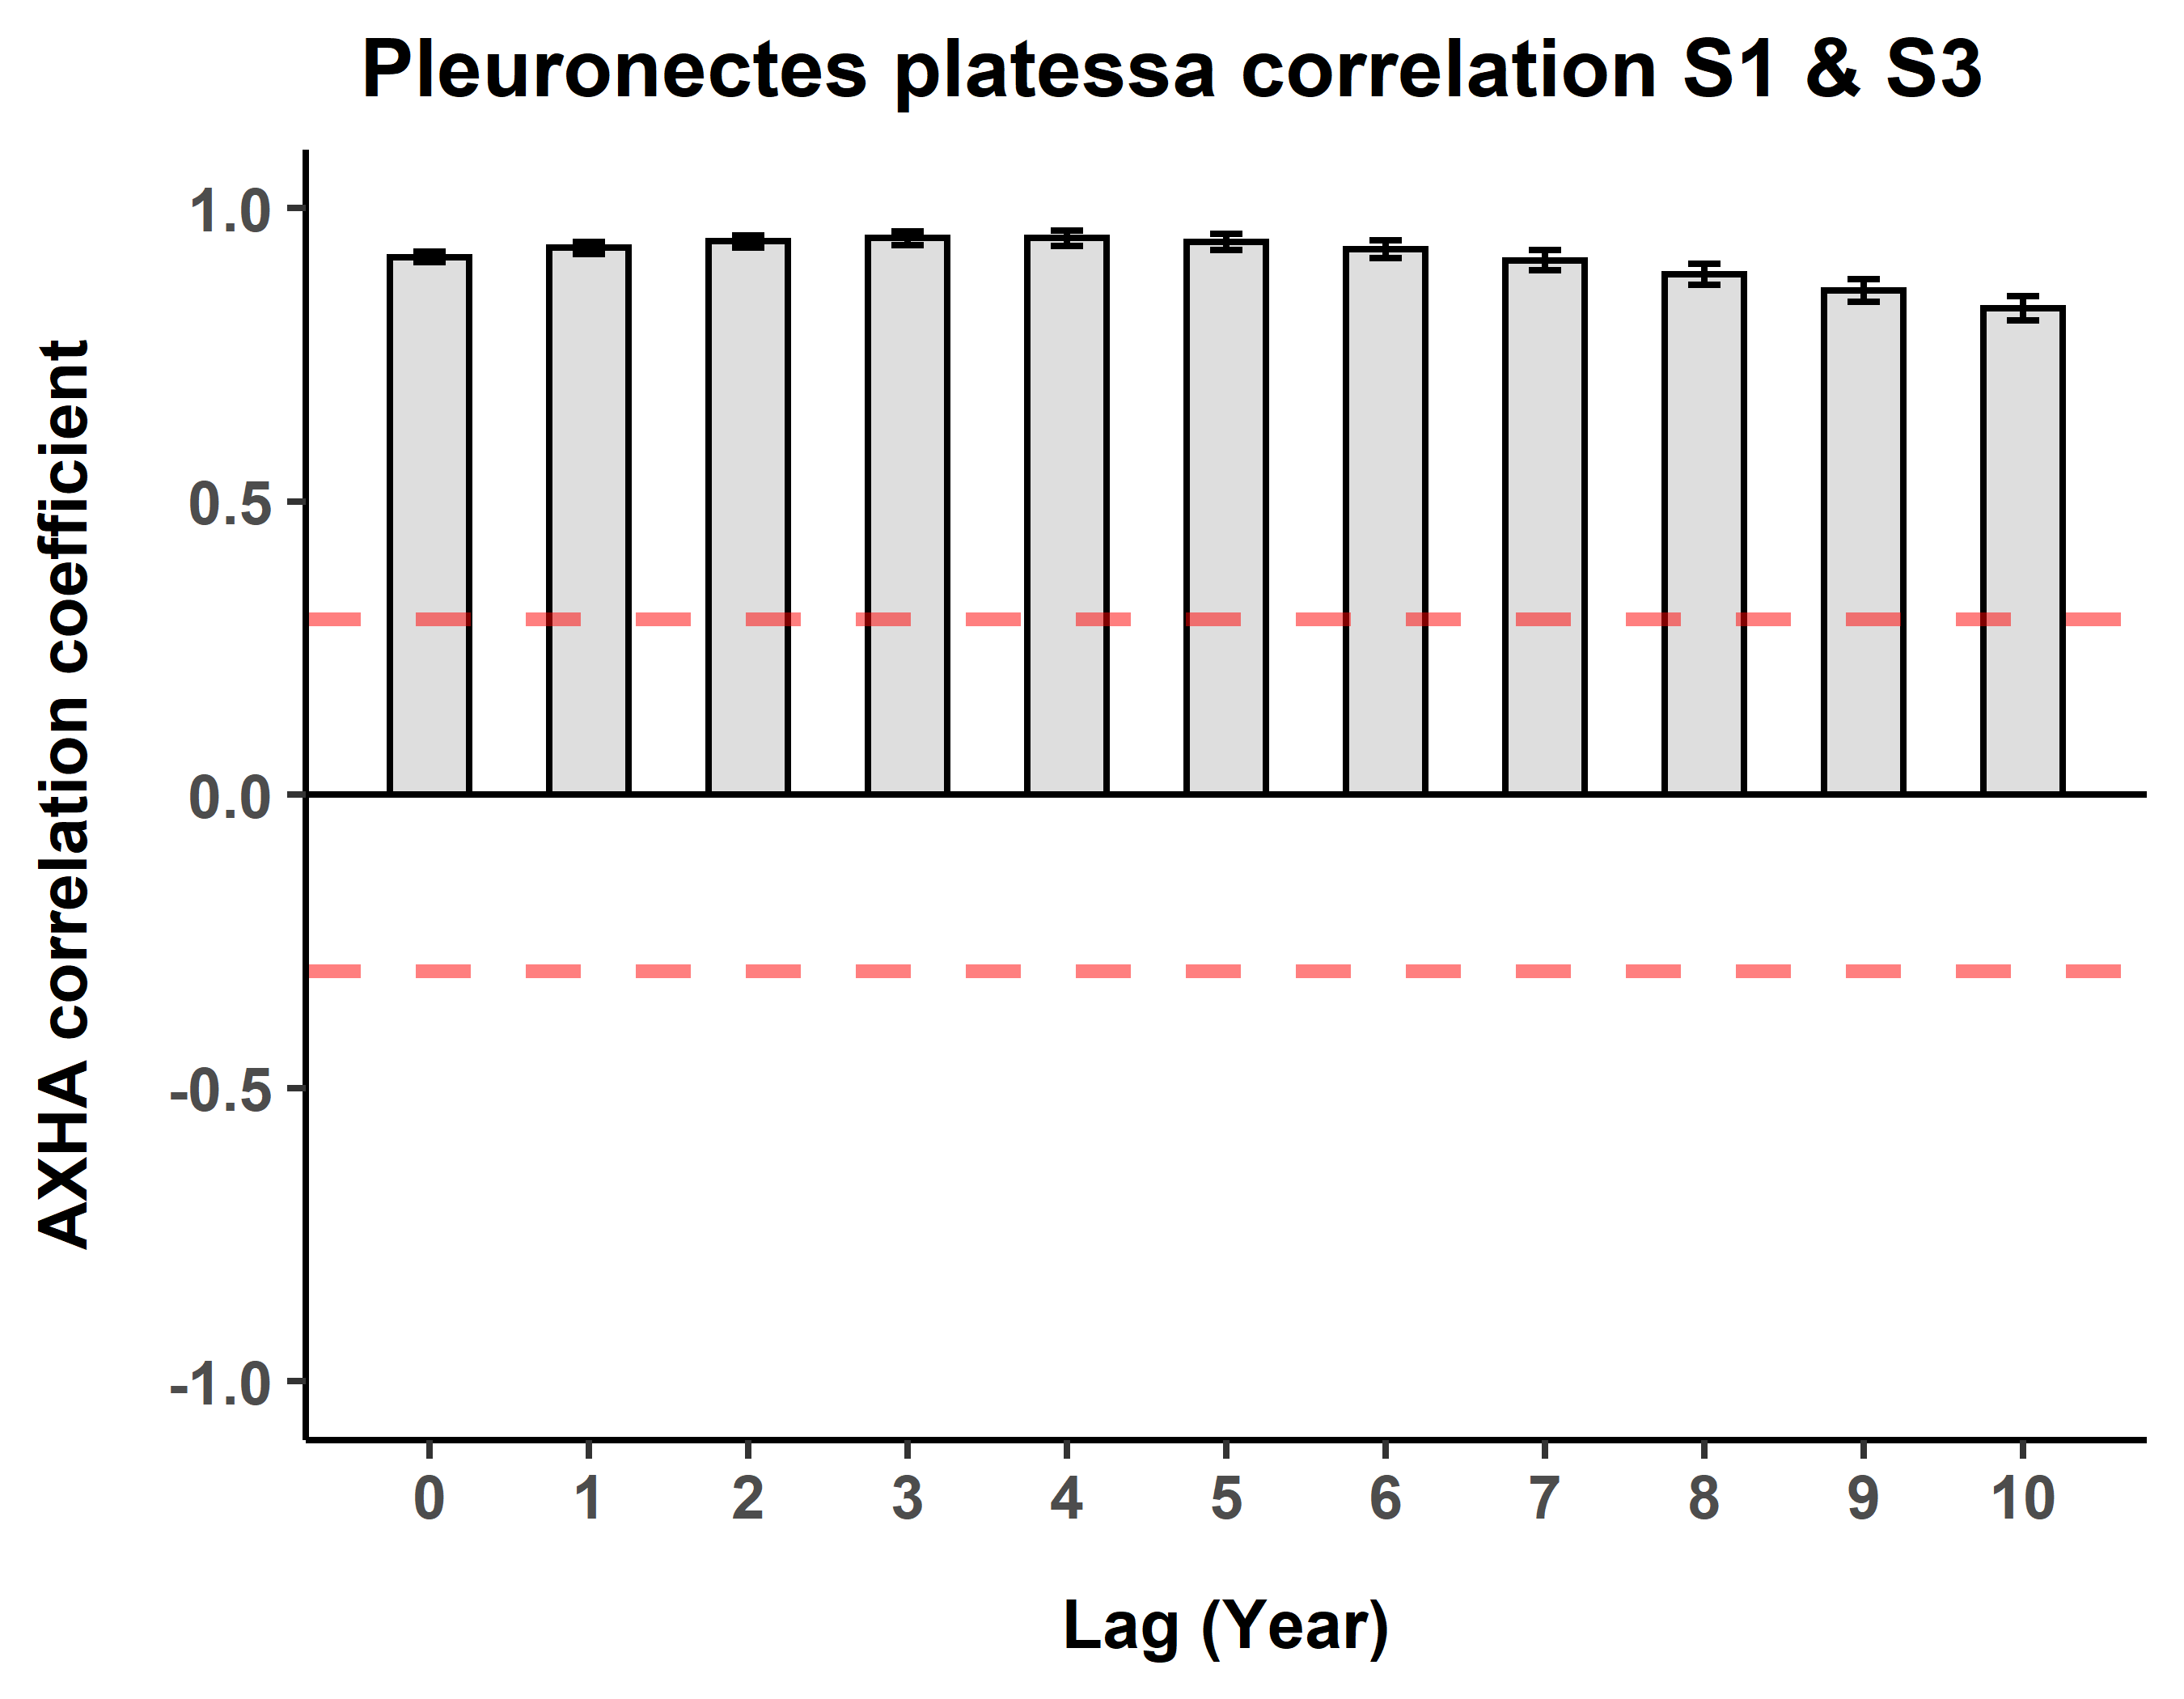 Pleuronectes platessa correlation S1 & S3
AXHA correlation coefficient
1.0
0.5
0.0
-0.5
-1.0
0 1 2 3 4 5 6 7 8 9 10
Lag (Year)